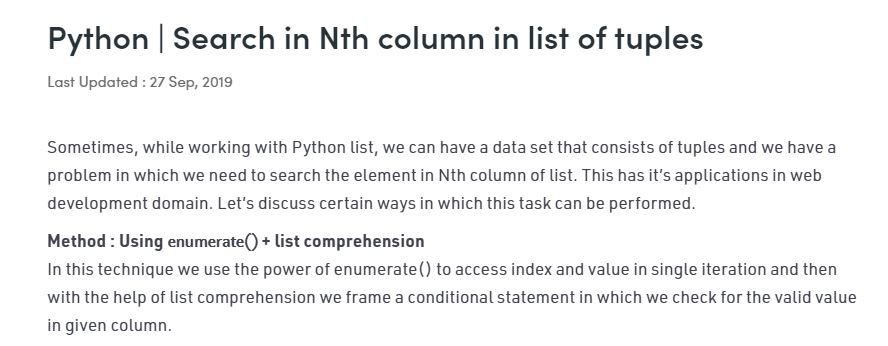 Python | Search in Nth column in list of tuples
Last Updated : 27 Sep, 2019
Sometimes, while working with Python list, we can have a data set that consists of tuples and we have a
problem in which we need to search the element in Nth column of list. This has it’s applications in web
development domain. Let’s discuss certain ways in which this task can be performed.
Method : Using enumerate() + list comprehension
In this technique we use the power of enumerate() to access index and value in single iteration and then
with the help of list comprehension we frame a conditional statement in which we check for the valid value
in given column.